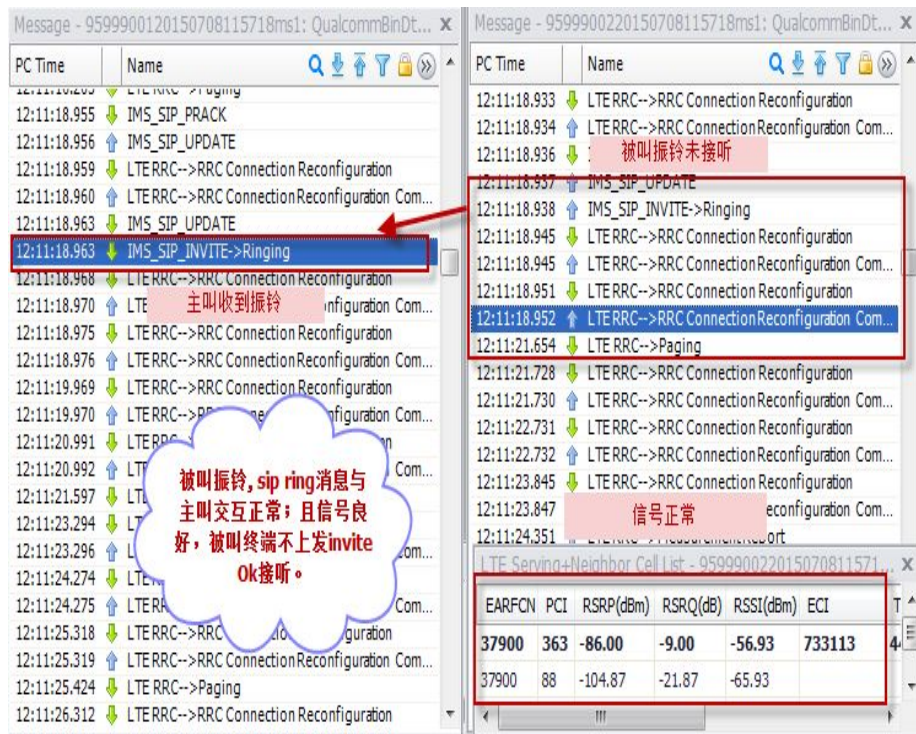 Message - 9599900120150708115718ms1: QualcommBinDt...
PC Time Name
12:11:18.955 IMS_SIP_PRACK
12:11:18.956 IMS_SIP_UPDATE
12:11:18.959 LTE RRC-->RRC Connection Reconfiguration
12:11:18.960 LTE RRC-->RRC Connection Reconfiguration Com...
12:11:18.963 IMS_SIP_UPDATE
12:11:18.963 IMS_SIP_INVITE->Ringing
12:11:18.968 LTE RRC-->RRC Connection Reconfiguration
12:11:18.970 LTE nfiguration Com...
主叫收到振铃
12:11:18.975 LTE RRC-->RRC Connection Reconfiguration
12:11:18.976 LTE RRC-->RRC Connection Reconfiguration Com...
12:11:19.969 LTE RRC-->RRC Connection Reconfiguration
12:11:19.970 LTE RRC-->R nfiguration Com...
12:11:20.991
12:11:20.992 Com...
12:11:21.597
12:11:23.294
12:11:23.296 om...
12:11:24.274
12:11:24.275 Com...
12:11:25.318 LTE RRC-->RRC uration
12:11:25.319 LTE RRC-->RRC Connection Reconfiguration Com...
12:11:25.424 LTE RRC-->Paging
12:11:26.312 LTE RRC-->RRC Connection Reconfiguration
被叫振铃, sip ring消息与
主叫交互正常；且信号良
好，被叫终端不上发invite
Ok接听。
Message - 9599900220150708115718ms1: QualcommBinDt...
PC Time Name
12:11:18.933 LTE RRC-->RRC Connection Reconfiguration
12:11:18.934 LTE RRC-->RRC Connection Reconfiguration Com...
12:11:18.936
被叫振铃未接听
12:11:18.937 IMS_SIP_UPDATE
12:11:18.938 IMS_SIP_INVITE->Ringing
12:11:18.945 LTE RRC-->RRC Connection Reconfiguration
12:11:18.945 LTE RRC-->RRC Connection Reconfiguration Com...
12:11:18.951 LTE RRC-->RRC Connection Reconfiguration
12:11:18.952 LTE RRC-->RRC Connection Reconfiguration Com...
12:11:21.654 LTE RRC-->Paging
12:11:21.728 LTE RRC-->RRC Connection Reconfiguration
12:11:21.730 LTE RRC-->RRC Connection Reconfiguration Com...
12:11:22.731 LTE RRC-->RRC Connection Reconfiguration
12:11:22.732 LTE RRC-->RRC Connection Reconfiguration Com...
12:11:23.845 LTE RRC-->RRC Connection Reconfiguration
12:11:23.847 econfiguration Com...
信号正常
12:11:24.351
LTE Serving+Neighbor Cell List - 959990022015070811571...
EARFCN PCI RSRP(dBm) RSRQ(dB) RSSI(dBm) ECI T
37900 363 -86.00 -9.00 -56.93 733113 44
37900 88 -104.87 -21.87 -65.93